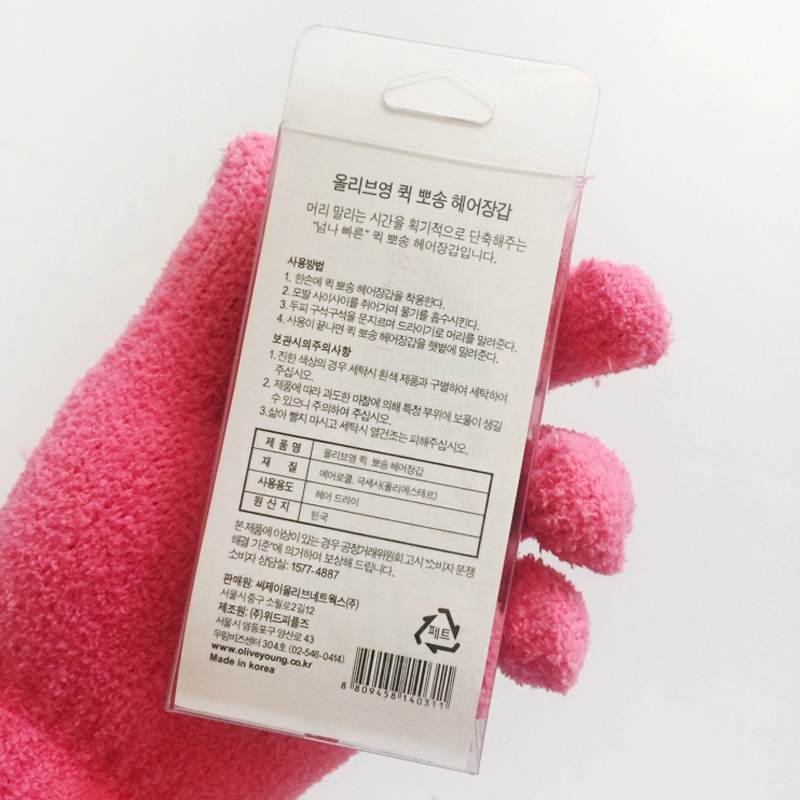 올리브영 퀵 뽀송 헤어장갑
머리 말리는 시간을 획기적으로 단축해주는
"넘나 빠른" 퀵 뽀송 헤어장갑입니다.
사용방법
1. 한손에 퀵 뽀송 헤어장갑을 착용한다.
2. 모발 사이사이를 쥐어가며 물기를 흡수시킨다.
3. 두피 구석구석을 문지르며 드라이기로 머리를 말려준다.
4. 사용이 끝나면 퀵 뽀송 헤어장갑을 햇볕에 말려준다.
보관시의주의사항
1. 진한 색상의 경우 세탁시 흰색 제품과 구별하여 세탁하여
주십시오.
2. 제품에 따라 과도한 마찰에 의해 특정 부위에 보풀이 생길
수 있으니 주의하여 주십시오.
3. 삶아 빨지 마시고 세탁시 열건조는 피해주십시오.
제품명 올리브영 퀵 뽀송 헤어장갑
재질 에어로쿨, 극세사(폴리에스테르)
사용용도 헤어 드라이
원산지 한국
본 제품에 이상이 있는 경우 공정거래위원회 고시 "소비자 분쟁
해결 기준"에 의거하여 보상해 드립니다.
소비자 상담실: 1577-4887
판매원: 씨제이올리브네트웍스(주)
서울시 중구 소월로2길12
제조원: (주)위드피플즈
서울시 영등포구 양산로 43
우림비즈센터 304호 (02-546-0414)
www.oliveyoung.co.kr
Made in korea
페트
8 809458 140311